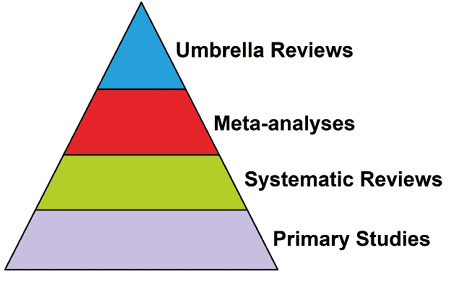 Umbrella Reviews
Meta-analyses
Systematic Reviews
Primary Studies